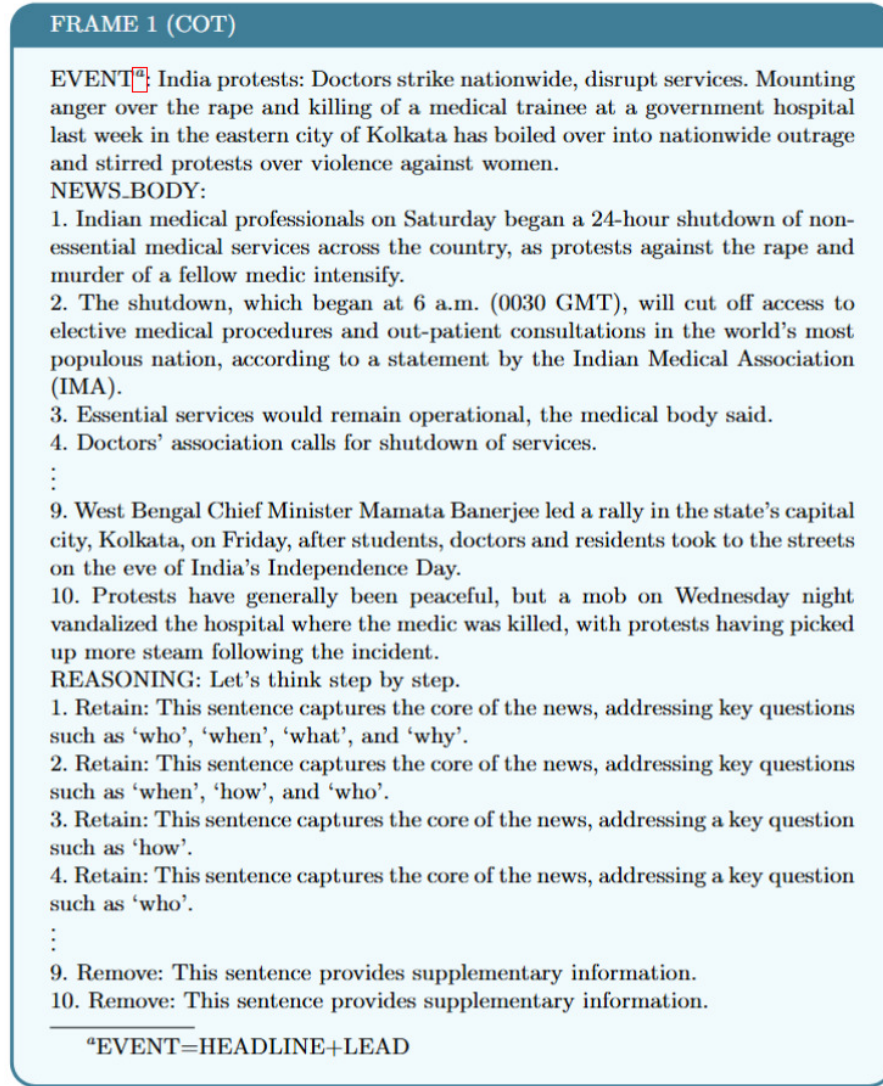 FRAME 1 (COT)
EVENTᵃ: India protests: Doctors strike nationwide, disrupt services. Mounting
anger over the rape and killing of a medical trainee at a government hospital
last week in the eastern city of Kolkata has boiled over into nationwide outrage
and stirred protests over violence against women.
NEWS_BODY:
1. Indian medical professionals on Saturday began a 24-hour shutdown of non-
essential medical services across the country, as protests against the rape and
murder of a fellow medic intensify.
2. The shutdown, which began at 6 a.m. (0030 GMT), will cut off access to
elective medical procedures and out-patient consultations in the world's most
populous nation, according to a statement by the Indian Medical Association
(IMA).
3. Essential services would remain operational, the medical body said.
4. Doctors' association calls for shutdown of services.
⋮
9. West Bengal Chief Minister Mamata Banerjee led a rally in the state's capital
city, Kolkata, on Friday, after students, doctors and residents took to the streets
on the eve of India's Independence Day.
10. Protests have generally been peaceful, but a mob on Wednesday night
vandalized the hospital where the medic was killed, with protests having picked
up more steam following the incident.
REASONING: Let's think step by step.
1. Retain: This sentence captures the core of the news, addressing key questions
such as ‘who’, ‘when’, ‘what’, and ‘why’.
2. Retain: This sentence captures the core of the news, addressing key questions
such as ‘when’, ‘how’, and ‘who’.
3. Retain: This sentence captures the core of the news, addressing a key question
such as ‘how’.
4. Retain: This sentence captures the core of the news, addressing a key question
such as ‘who’.
⋮
9. Remove: This sentence provides supplementary information.
10. Remove: This sentence provides supplementary information.
ᵃEVENT=HEADLINE+LEAD